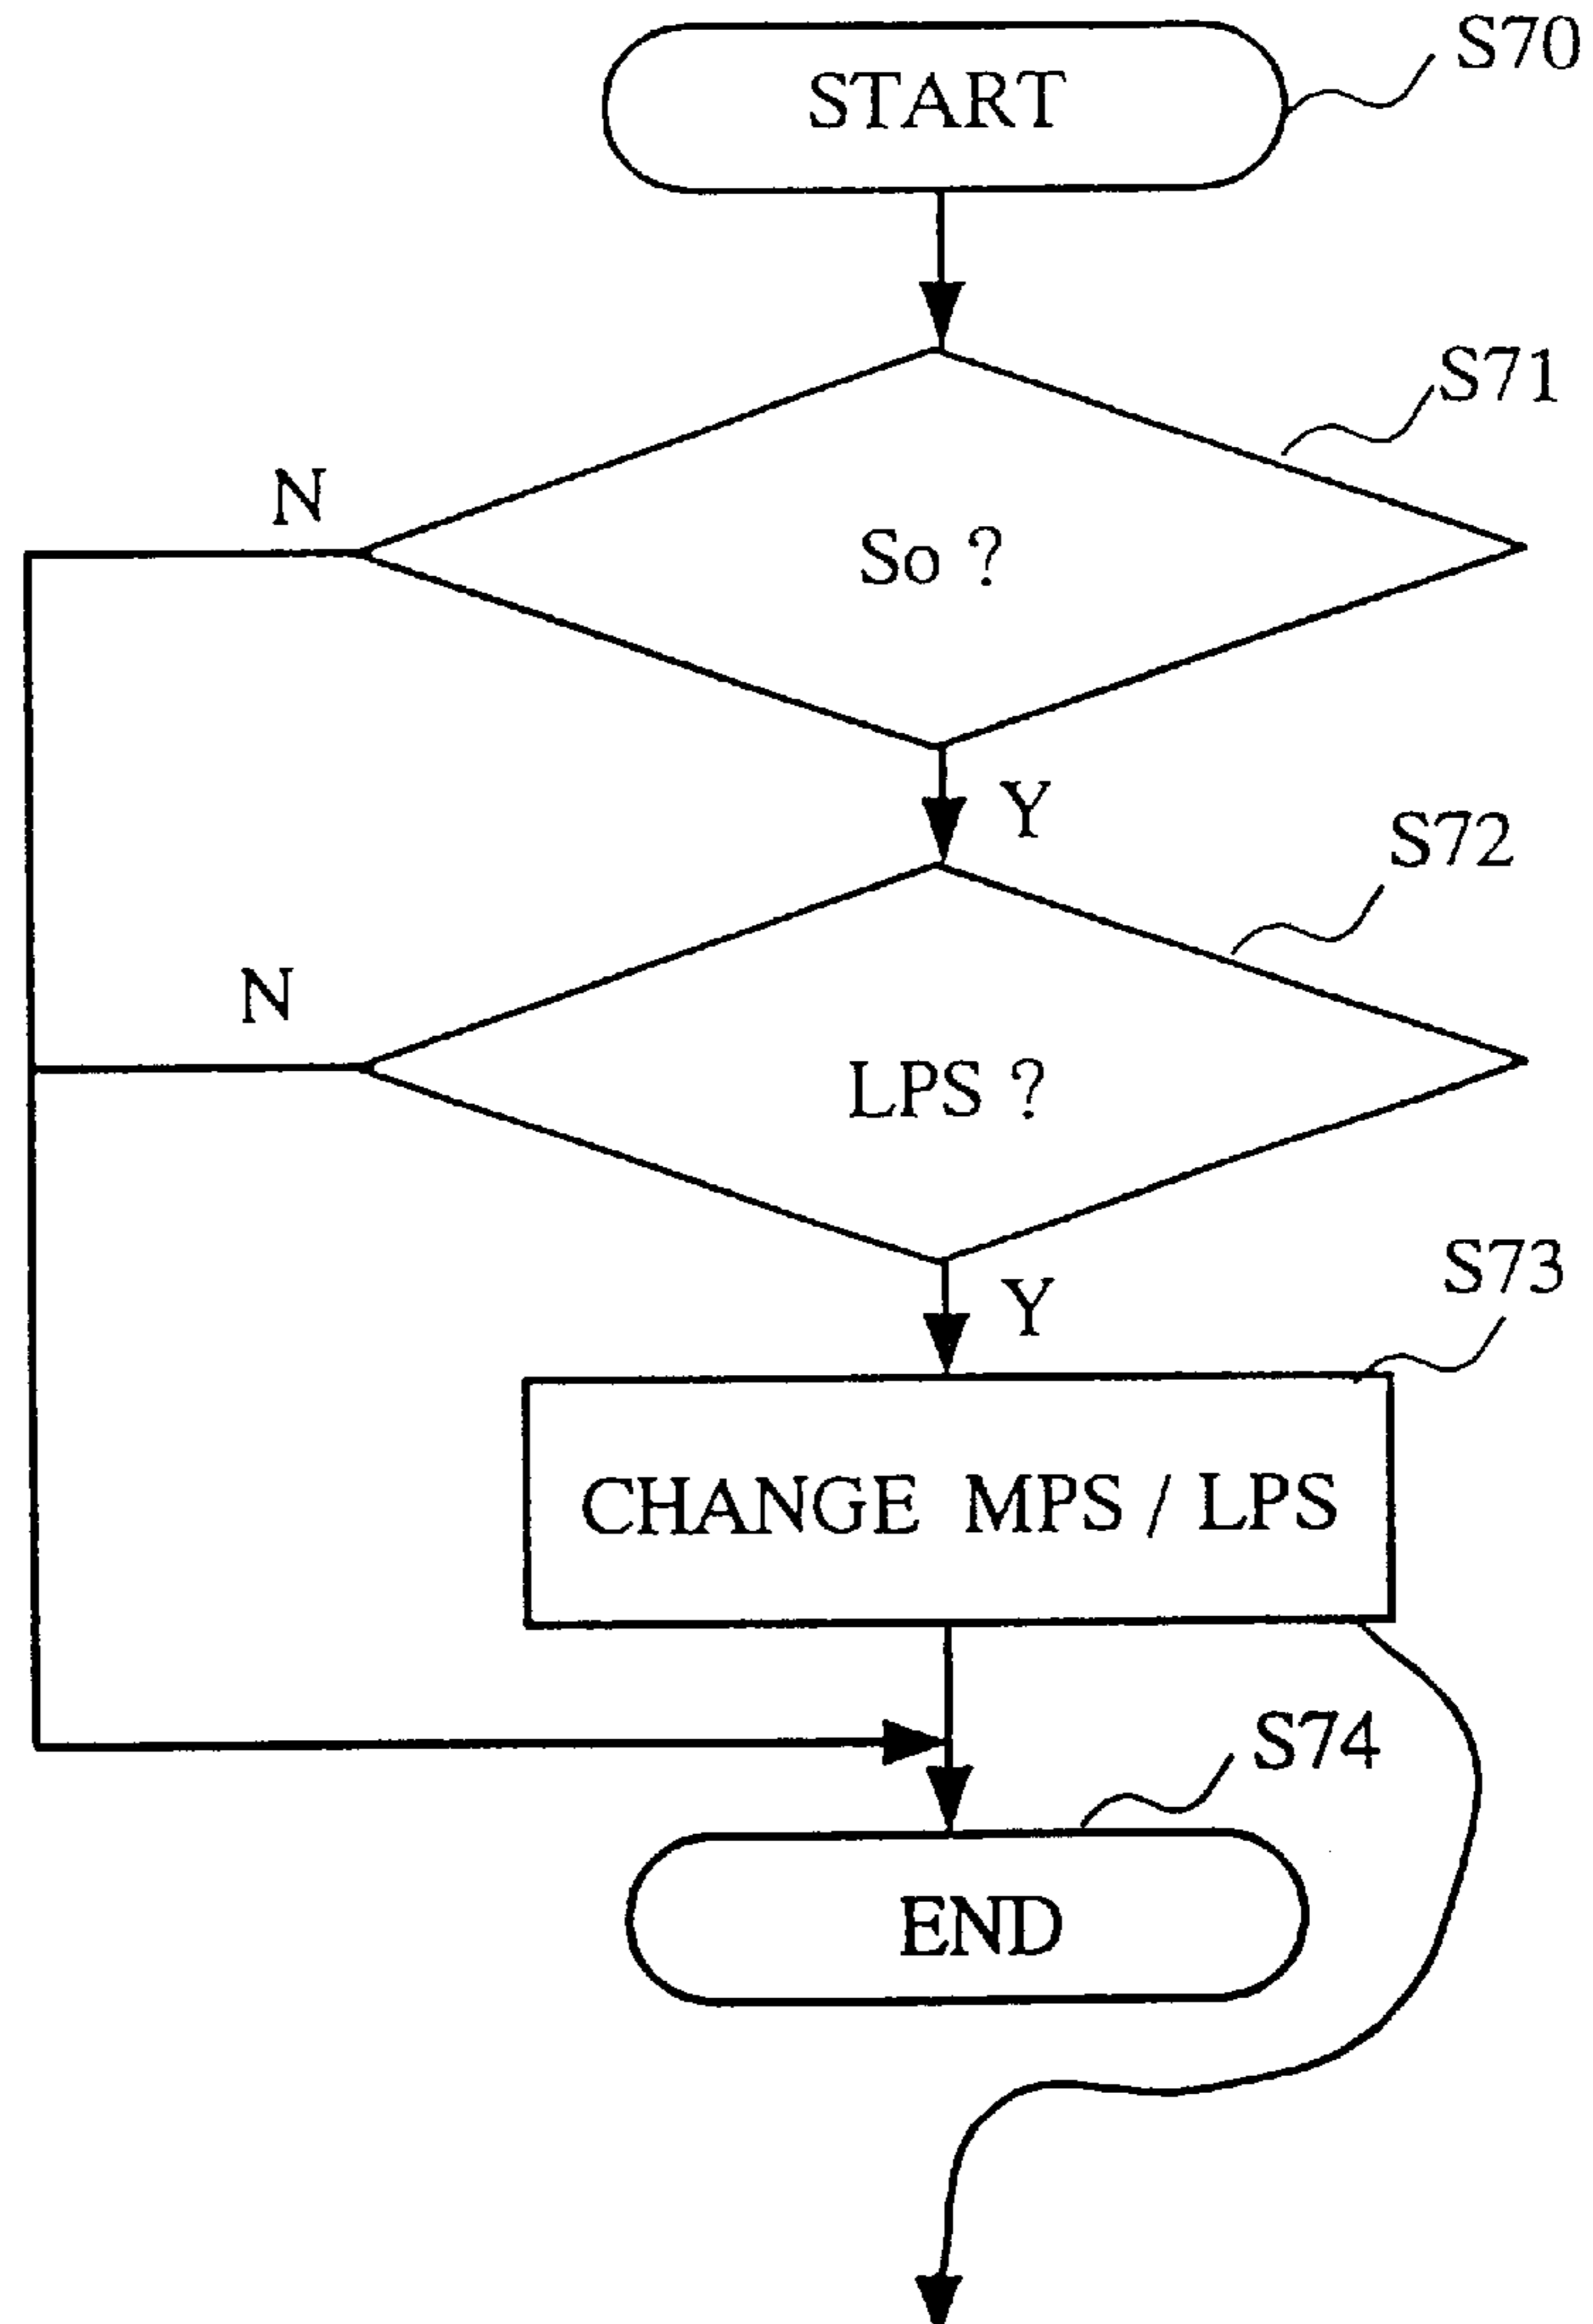 START
S70
S71
N
So ?
Y
S72
N
LPS ?
Y
S73
CHANGE MPS / LPS
S74
END